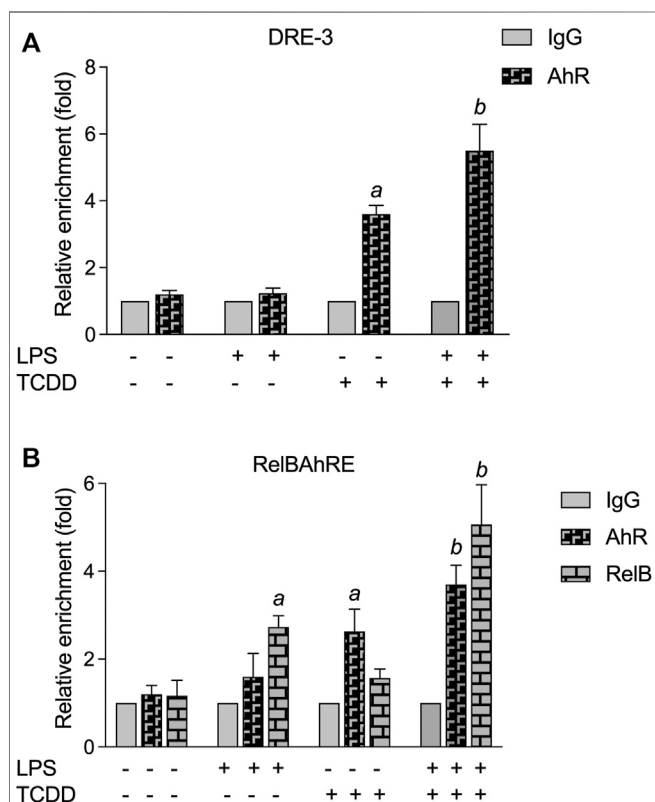 A
DRE-3
IgG
AhR
Relative enrichment (fold)
8
6
4
2
0
a
b
LPS - - + + - - + +
TCDD - - - - + + + +
B
RelBAhRE
IgG
AhR
RelB
Relative enrichment (fold)
6
4
2
0
a
a
b
b
LPS - - - + + + - - - + + +
TCDD - - - - - - + + + + + +